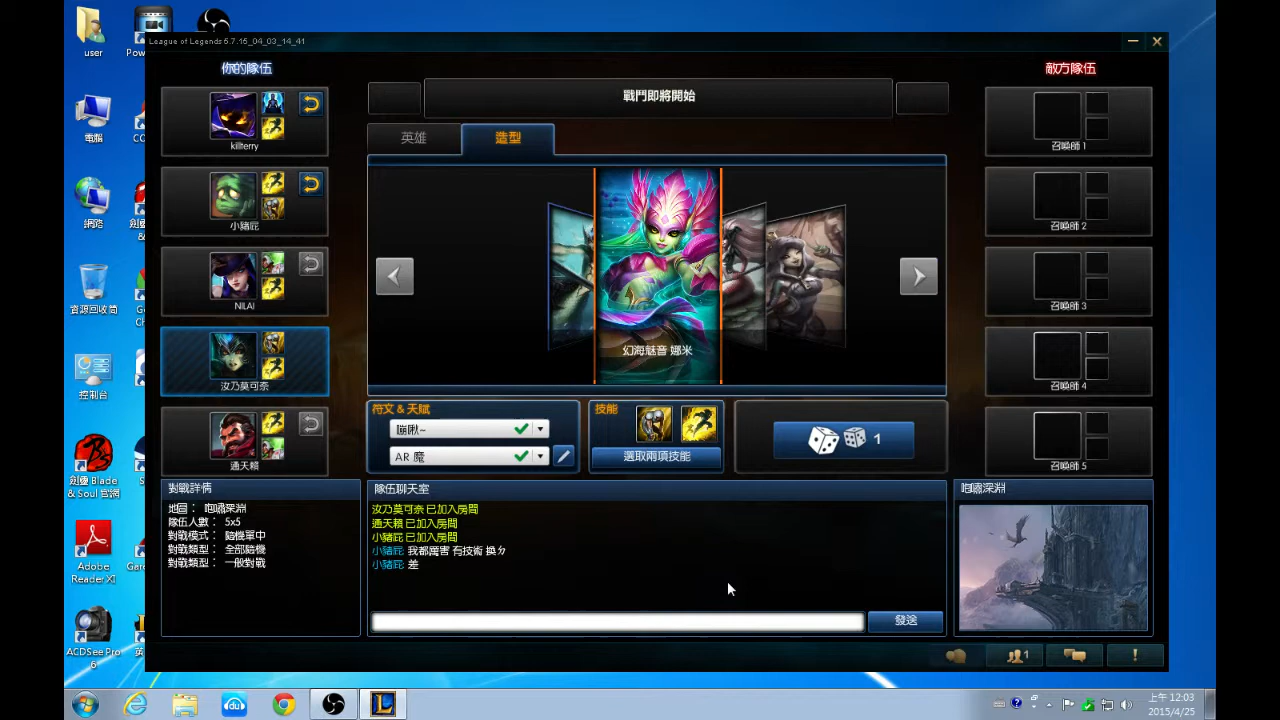 user
Pow
League of Legends 5.7.15_04_03_14_41
你的隊伍
戰鬥即將開始
敵方隊伍
英雄
造型
killterry
小豬屁
NILAI
汝乃莫可奈
通天籟
召喚師 1
召喚師 2
召喚師 3
召喚師 4
召喚師 5
幻海魅音 娜米
符文 & 天賦
蹦瞅~
AR 魔
技能
選取兩項技能
1
對戰詳情
地圖： 咆嘯深淵
隊伍人數： 5x5
對戰模式： 隨機單中
對戰類型： 全部隨機
對戰類型： 一般對戰
隊伍聊天室
汝乃莫可奈 已加入房間
通天籟 已加入房間
小豬屁 已加入房間
小豬屁: 我都厲害 有技術 換ㄉ
小豬屁: 差
發送
咆嘯深淵
1
電腦
網路
資源回收筒
控制台
劍靈 Blade
& Soul 官網
Adobe
Reader XI
ACDSee Pro
6
上午 12:03
2015/4/25